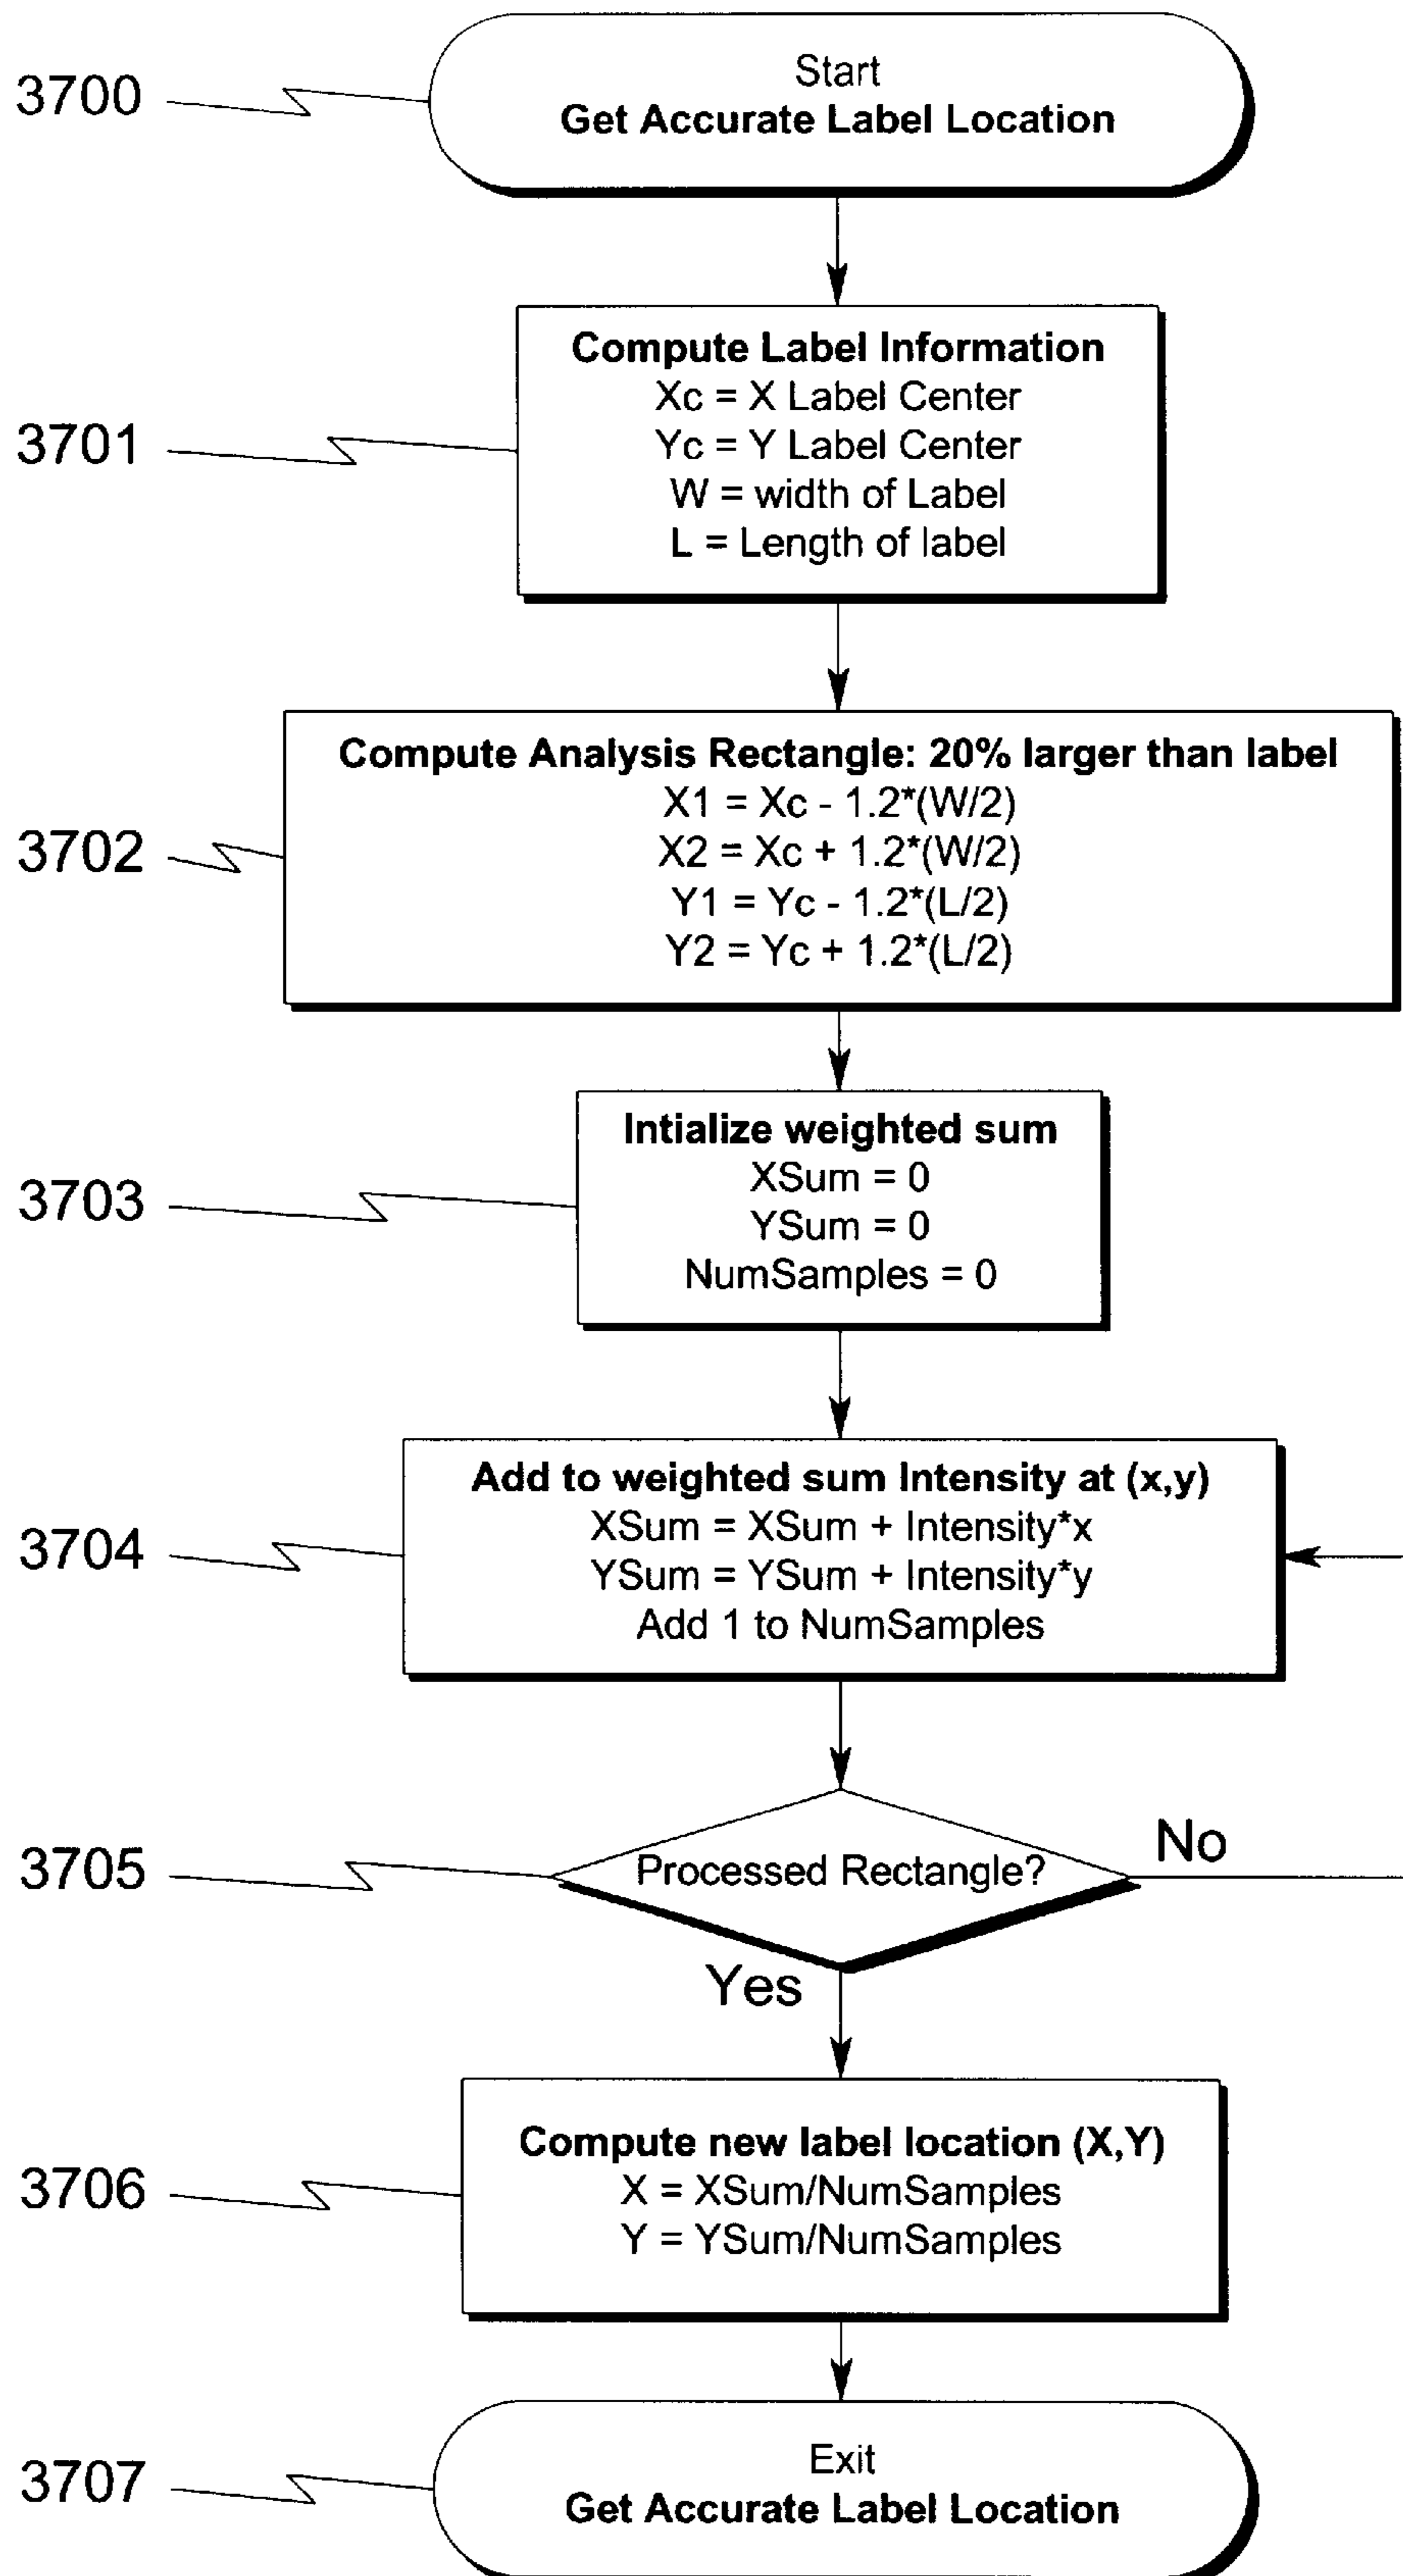 3700
Start
Get Accurate Label Location
3701
Compute Label Information
Xc = X Label Center
Yc = Y Label Center
W = width of Label
L = Length of label
3702
Compute Analysis Rectangle: 20% larger than label
X1 = Xc - 1.2*(W/2)
X2 = Xc + 1.2*(W/2)
Y1 = Yc - 1.2*(L/2)
Y2 = Yc + 1.2*(L/2)
3703
Intialize weighted sum
XSum = 0
YSum = 0
NumSamples = 0
3704
Add to weighted sum Intensity at (x,y)
XSum = XSum + Intensity*x
YSum = YSum + Intensity*y
Add 1 to NumSamples
3705
Processed Rectangle?
No
Yes
3706
Compute new label location (X,Y)
X = XSum/NumSamples
Y = YSum/NumSamples
3707
Exit
Get Accurate Label Location